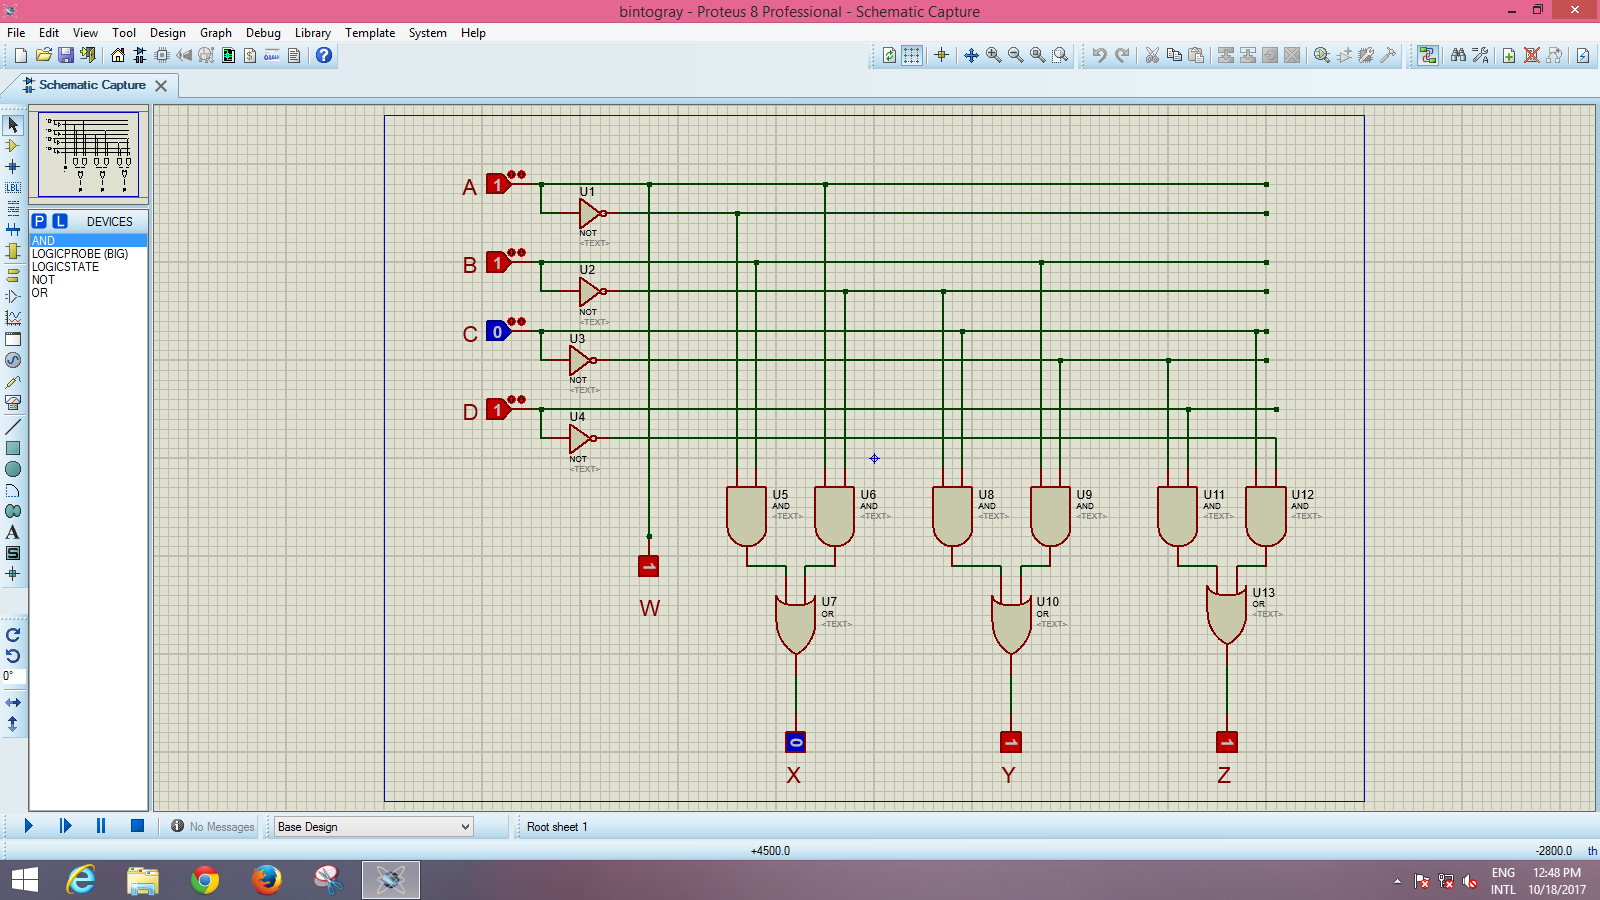 bintogray - Proteus 8 Professional - Schematic Capture
File Edit View Tool Design Graph Debug Library Template System Help
Schematic Capture
P L DEVICES
AND
LOGICPROBE (BIG)
LOGICSTATE
NOT
OR
LBL
A
S
0°
A 1
U1
NOT
<TEXT>
B 1
U2
NOT
<TEXT>
C 0
U3
NOT
<TEXT>
D 1
U4
NOT
<TEXT>
U5
AND
<TEXT>
U6
AND
<TEXT>
U8
AND
<TEXT>
U9
AND
<TEXT>
U11
AND
<TEXT>
U12
AND
<TEXT>
1
W
U7
OR
<TEXT>
U10
OR
<TEXT>
U13
OR
<TEXT>
0 1 1
X Y Z
No Messages Base Design Root sheet 1
+4500.0 -2800.0 th
ENG 12:48 PM
INTL 10/18/2017